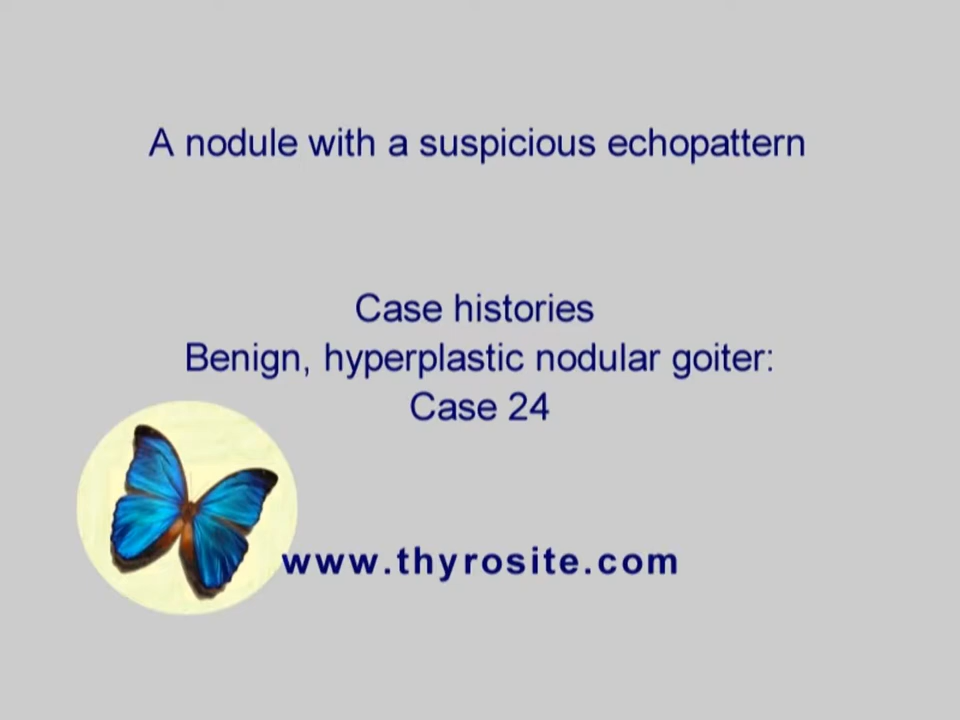 A nodule with a suspicious echopattern
Case histories
Benign, hyperplastic nodular goiter:
Case 24
www.thyrosite.com